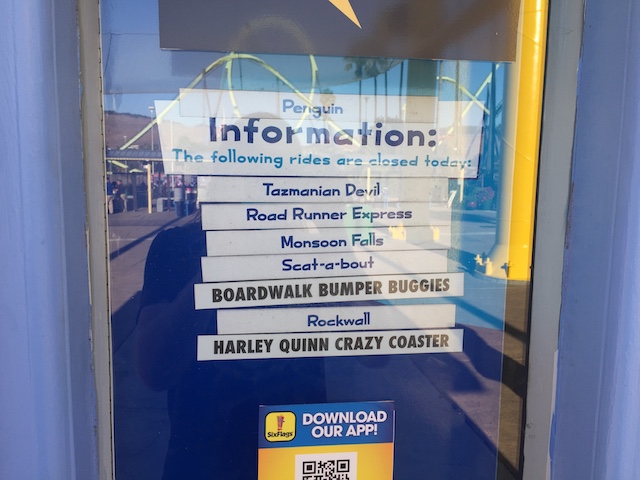 Penguin
Information:
The following rides are closed today:
Tazmanian Devil
Road Runner Express
Monsoon Falls
Scat-a-bout
BOARDWALK BUMPER BUGGIES
Rockwall
HARLEY QUINN CRAZY COASTER
SixFlags
DOWNLOAD
OUR APP!